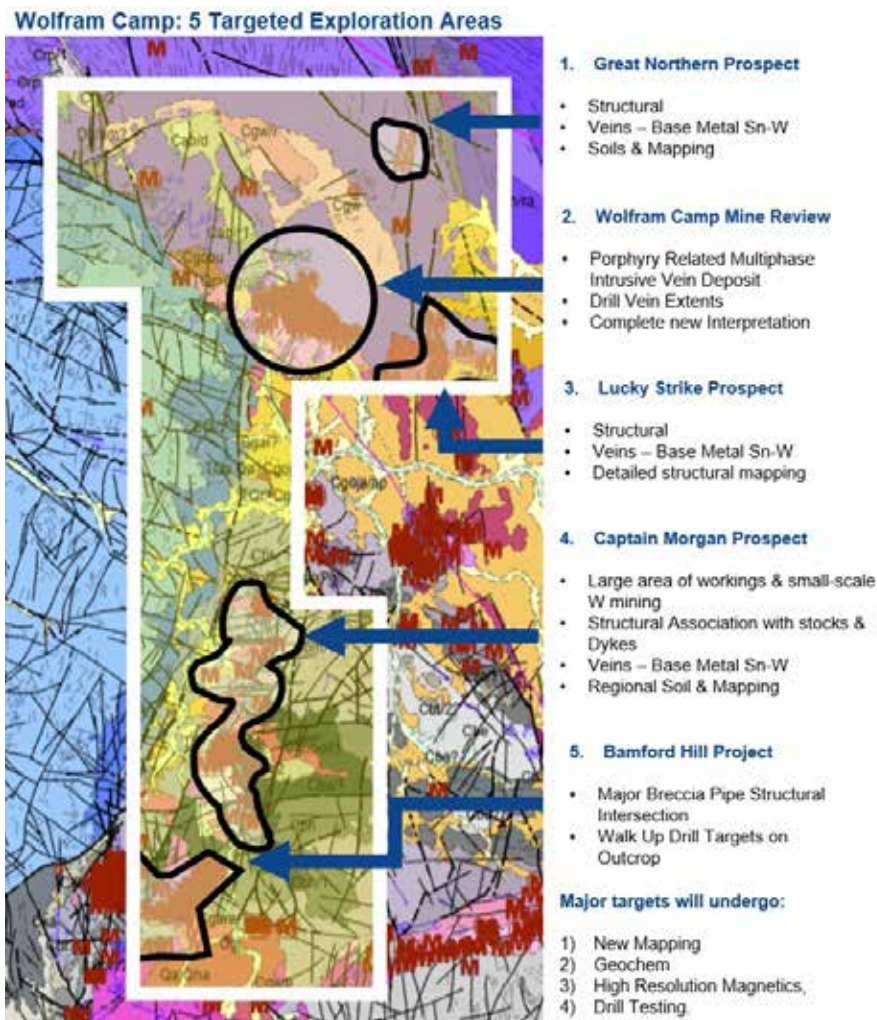 Wolfram Camp: 5 Targeted Exploration Areas
1. Great Northern Prospect
• Structural
• Veins – Base Metal Sn-W
• Soils & Mapping
2. Wolfram Camp Mine Review
• Porphyry Related Multiphase
Intrusive Vein Deposit
• Drill Vein Extents
• Complete new Interpretation
3. Lucky Strike Prospect
• Structural
• Veins – Base Metal Sn-W
• Detailed structural mapping
4. Captain Morgan Prospect
• Large area of workings & small-scale
W mining
• Structural Association with stocks &
Dykes
• Veins – Base Metal Sn-W
• Regional Soil & Mapping
5. Bamford Hill Project
• Major Breccia Pipe Structural
Intersection
• Walk Up Drill Targets on
Outcrop
Major targets will undergo:
1) New Mapping
2) Geochem
3) High Resolution Magnetics,
4) Drill Testing.
M
M
M
M
M
M
M
M
M
M
M